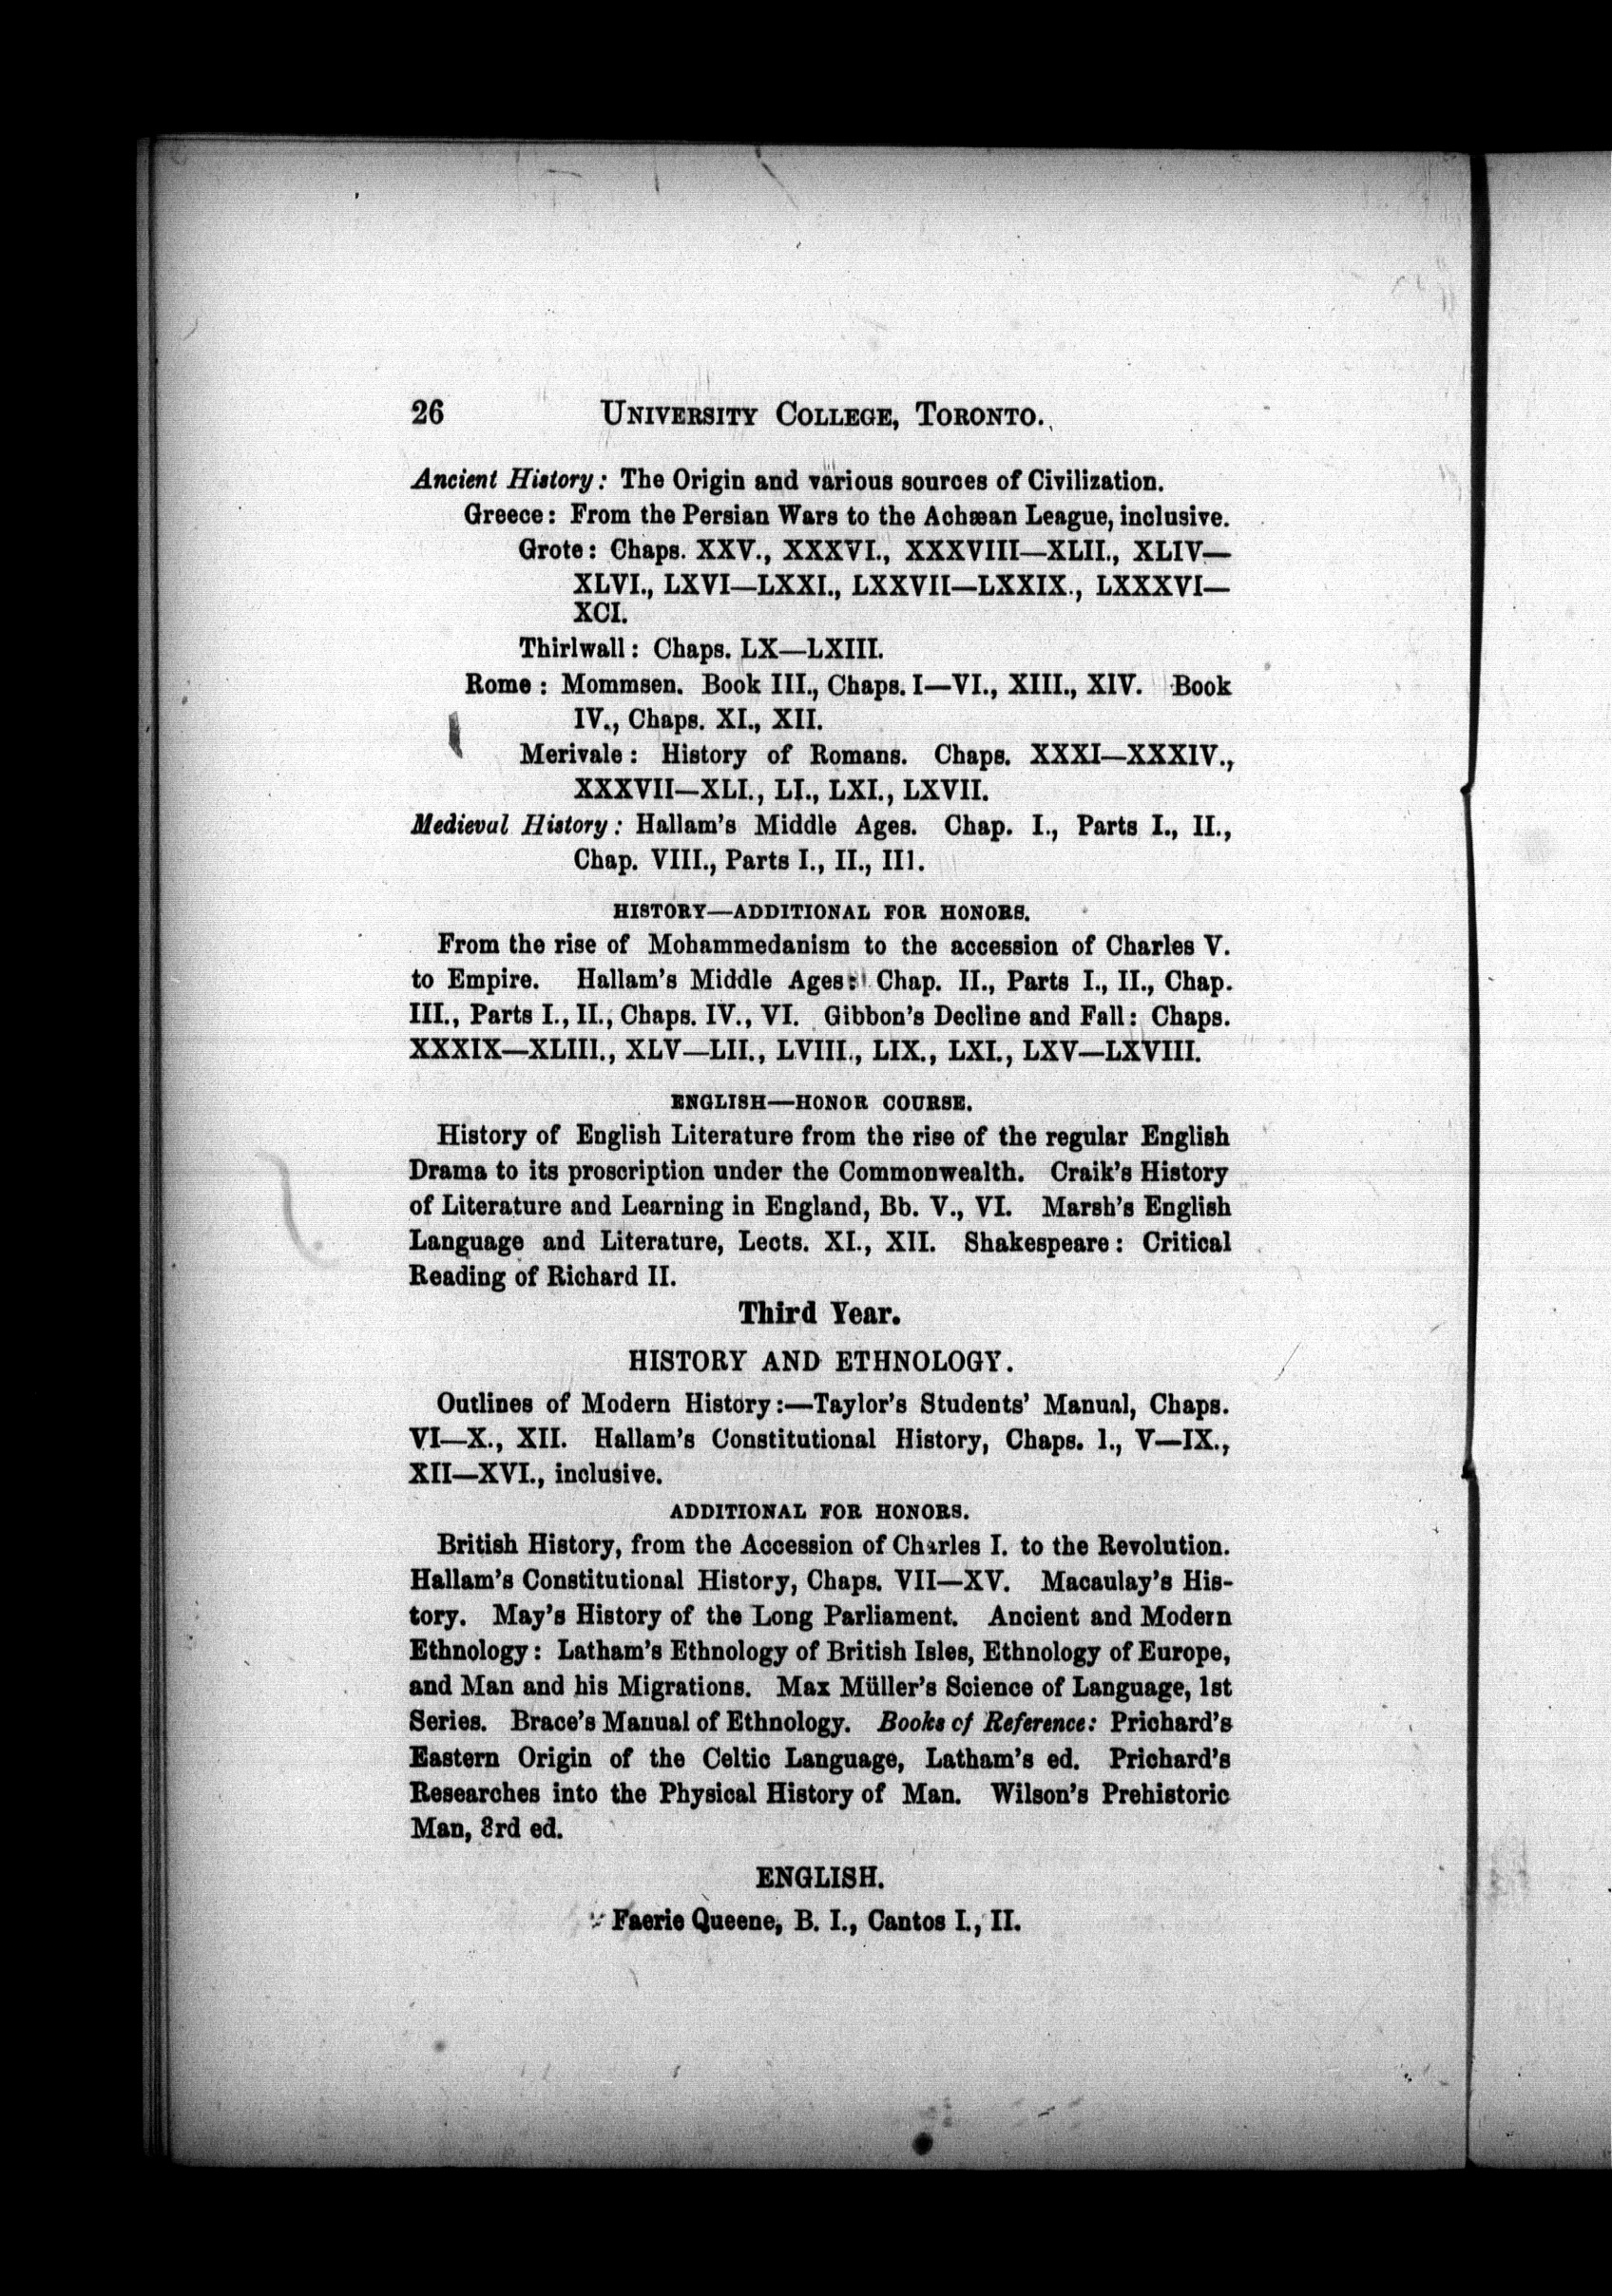 26 UNIVERSITY COLLEGE, TORONTO.
Ancient History: The Origin and various sources of Civilization.
Greece: From the Persian Wars to the Achæan League, inclusive.
Grote: Chaps. XXV., XXXVI., XXXVIII—XLII., XLIV—
XLVI., LXVI—LXXI., LXXVII—LXXIX., LXXXVI—
XCI.
Thirlwall: Chaps. LX—LXIII.
Rome: Mommsen. Book III., Chaps. I—VI., XIII., XIV. Book
IV., Chaps. XI., XII.
Merivale: History of Romans. Chaps. XXXI—XXXIV.,
XXXVII—XLI., LI., LXI., LXVII.
Medieval History: Hallam's Middle Ages. Chap. I., Parts I., II.,
Chap. VIII., Parts I., II., III.
HISTORY—ADDITIONAL FOR HONORS.
From the rise of Mohammedanism to the accession of Charles V.
to Empire. Hallam's Middle Ages: Chap. II., Parts I., II., Chap.
III., Parts I., II., Chaps. IV., VI. Gibbon's Decline and Fall: Chaps.
XXXIX—XLIII., XLV—LII., LVIII., LIX., LXI., LXV—LXVIII.
ENGLISH—HONOR COURSE.
History of English Literature from the rise of the regular English
Drama to its proscription under the Commonwealth. Craik's History
of Literature and Learning in England, Bb. V., VI. Marsh's English
Language and Literature, Lects. XI., XII. Shakespeare: Critical
Reading of Richard II.
Third Year.
HISTORY AND ETHNOLOGY.
Outlines of Modern History:—Taylor's Students' Manual, Chaps.
VI—X., XII. Hallam's Constitutional History, Chaps. I., V—IX.,
XII—XVI., inclusive.
ADDITIONAL FOR HONORS.
British History, from the Accession of Charles I. to the Revolution.
Hallam's Constitutional History, Chaps. VII—XV. Macaulay's His-
tory. May's History of the Long Parliament. Ancient and Modern
Ethnology: Latham's Ethnology of British Isles, Ethnology of Europe,
and Man and his Migrations. Max Müller's Science of Language, 1st
Series. Brace's Manual of Ethnology. Books of Reference: Prichard's
Eastern Origin of the Celtic Language, Latham's ed. Prichard's
Researches into the Physical History of Man. Wilson's Prehistoric
Man, 3rd ed.
ENGLISH.
Faerie Queene, B. I., Cantos I., II.